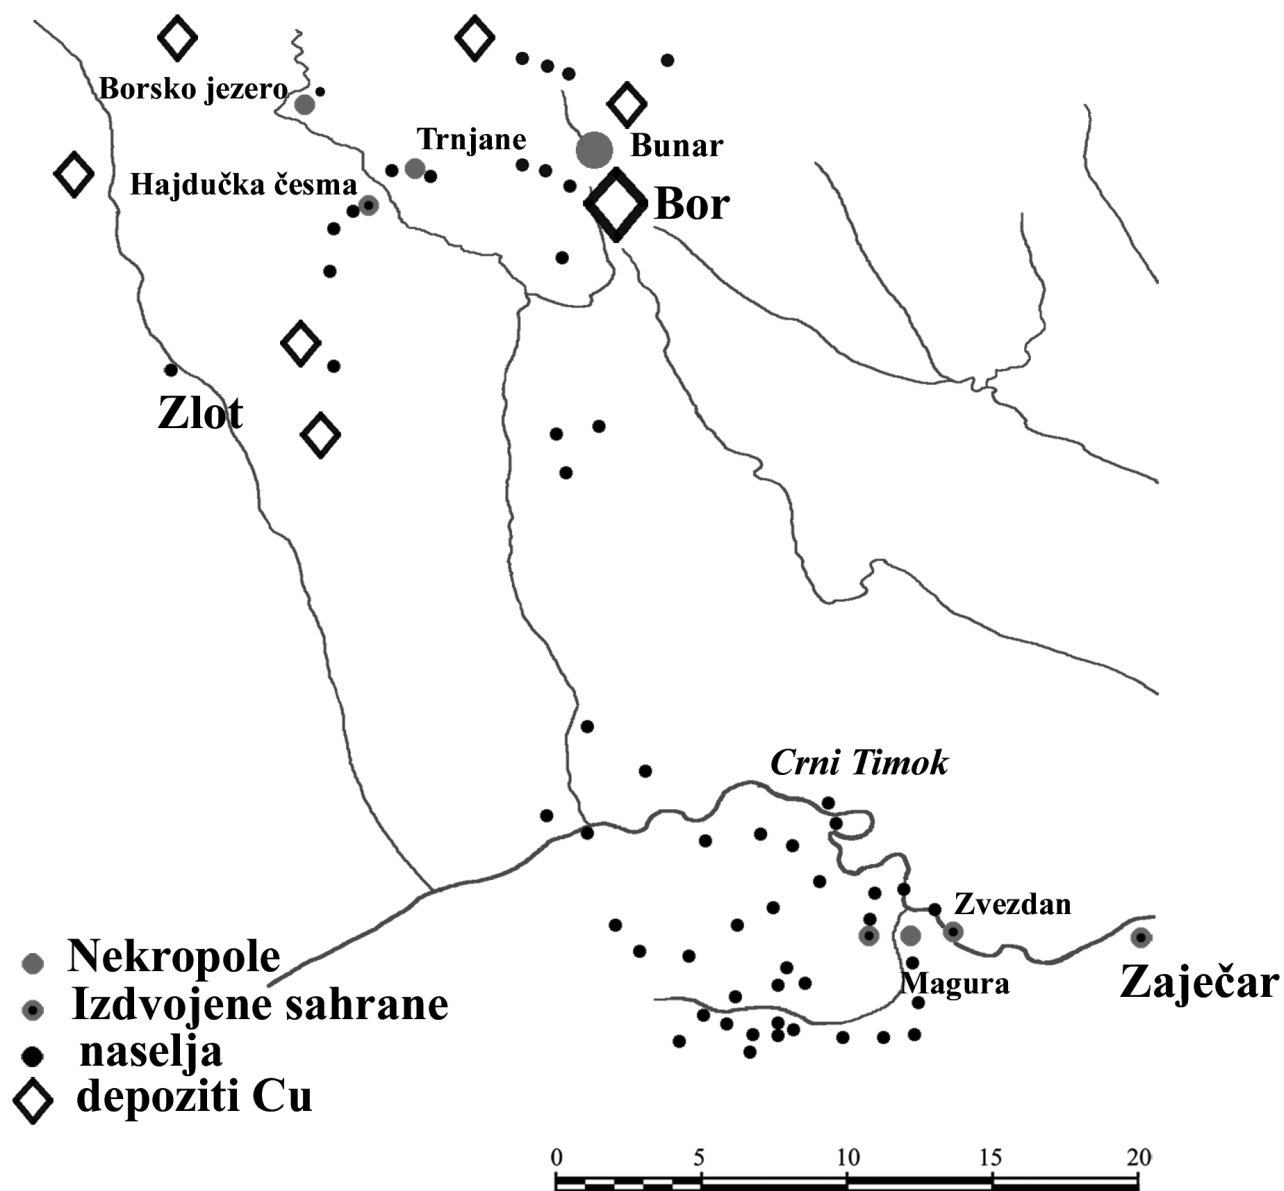 Borsko jezero
Trnjane
Bunar
Hajdučka česma
Bor
Zlot
Crni Timok
Zvezdan
Magura
Zaječar
Nekropole
Izdvojene sahrane
naselja
depoziti Cu
0 5 10 15 20